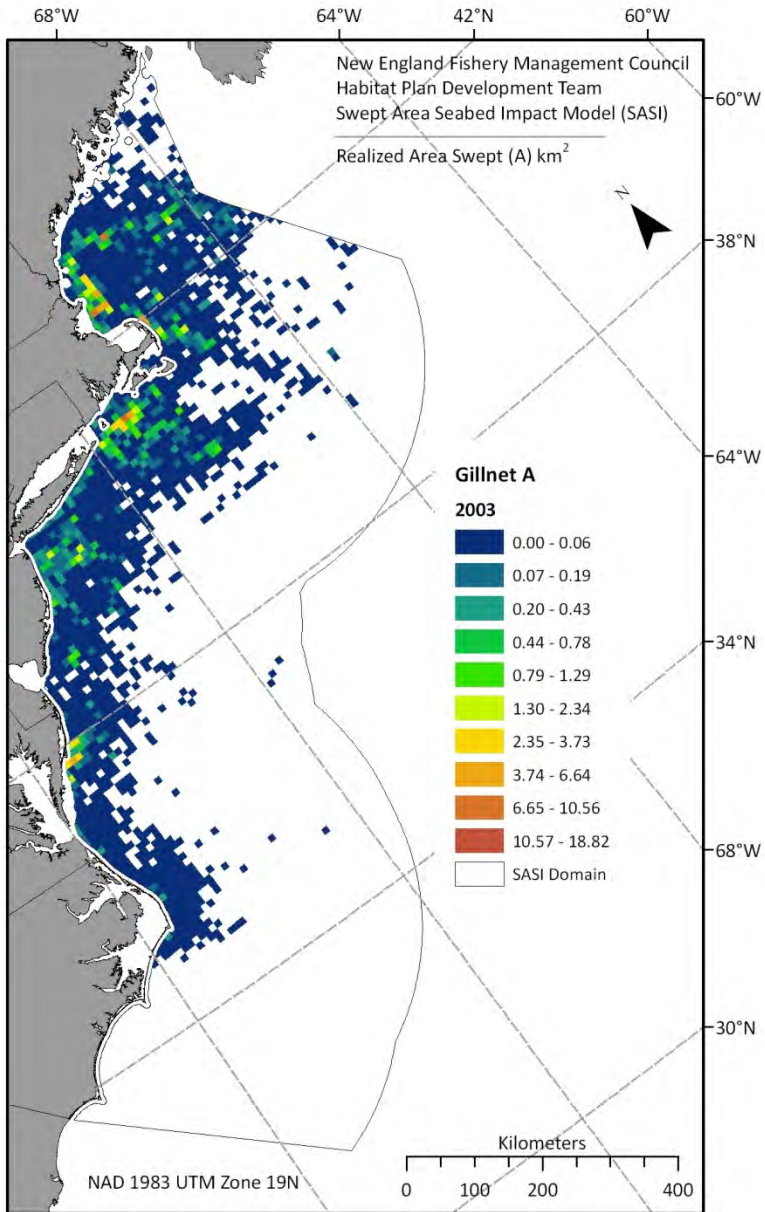 68°W 64°W 42°N 60°W
New England Fishery Management Council
Habitat Plan Development Team
Swept Area Seabed Impact Model (SASI)
Realized Area Swept (A) km²
60°W
N
38°N
64°W
Gillnet A
2003
0.00 - 0.06
0.07 - 0.19
0.20 - 0.43
0.44 - 0.78
0.79 - 1.29
1.30 - 2.34
2.35 - 3.73
3.74 - 6.64
6.65 - 10.56
10.57 - 18.82
SASI Domain
34°N
68°W
30°N
Kilometers
0 100 200 300 400
NAD 1983 UTM Zone 19N